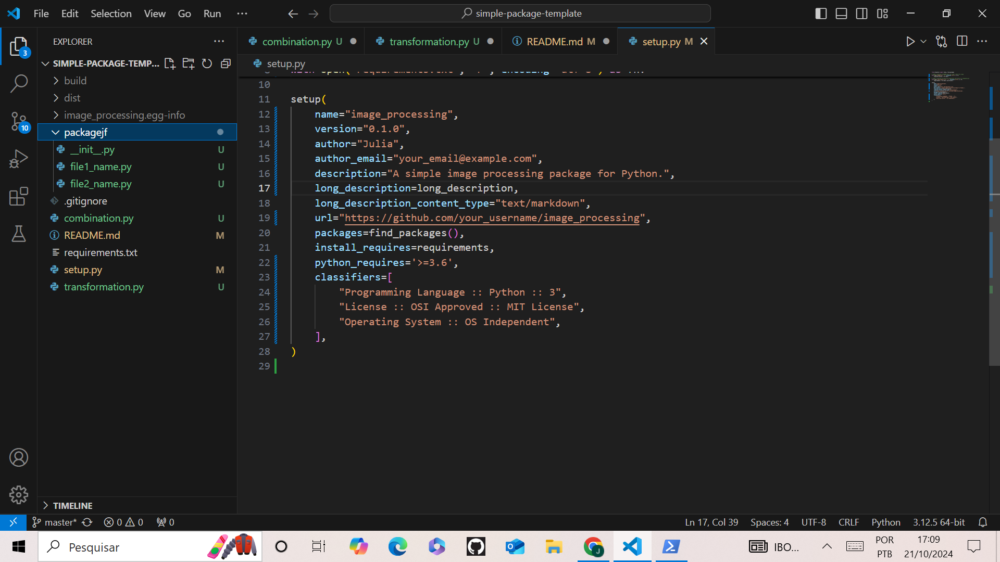 File Edit Selection View Go Run ···
simple-package-template
EXPLORER
SIMPLE-PACKAGE-TEMP...
build
dist
image_processing.egg-info
packagejf
__init__.py U
file1_name.py U
file2_name.py U
.gitignore
combination.py U
README.md M
requirements.txt
setup.py M
transformation.py U
TIMELINE
3
10
combination.py U
transformation.py U
README.md M
setup.py M
setup.py
10
11 setup(
12 name="image_processing",
13 version="0.1.0",
14 author="Julia",
15 author_email="your_email@example.com",
16 description="A simple image processing package for Python.",
17 long_description=long_description,
18 long_description_content_type="text/markdown",
19 url="https://github.com/your_username/image_processing",
20 packages=find_packages(),
21 install_requires=requirements,
22 python_requires='>=3.6',
23 classifiers=[
24 "Programming Language :: Python :: 3",
25 "License :: OSI Approved :: MIT License",
26 "Operating System :: OS Independent",
27 ],
28 )
29
master* 0 0 0
Ln 17, Col 39 Spaces: 4 UTF-8 CRLF Python 3.12.5 64-bit
Pesquisar
J
IBO...
POR
PTB
17:09
21/10/2024